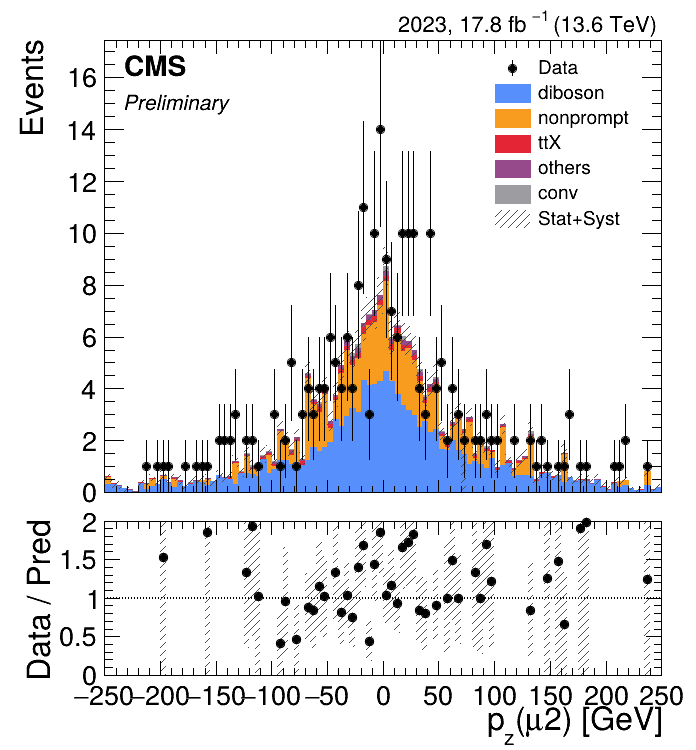 2023, 17.8 fb⁻¹ (13.6 TeV)
CMS
Preliminary
Events
16
14
12
10
8
6
4
2
0
Data
diboson
nonprompt
ttX
others
conv
Stat+Syst
Data / Pred
2
1.5
1
0.5
0
−250 −200 −150 −100 −50 0 50 100 150 200 250
p_z(μ2) [GeV]